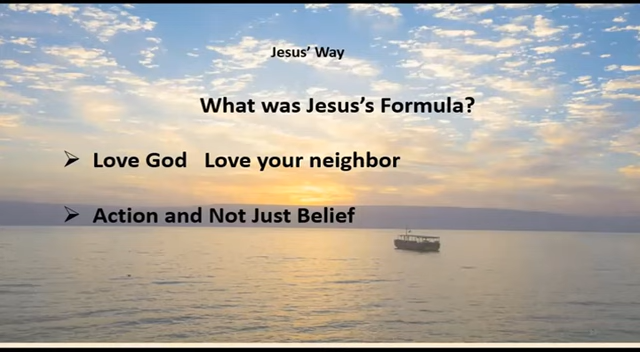 Jesus' Way
What was Jesus's Formula?
➢ Love God   Love your neighbor
➢ Action and Not Just Belief